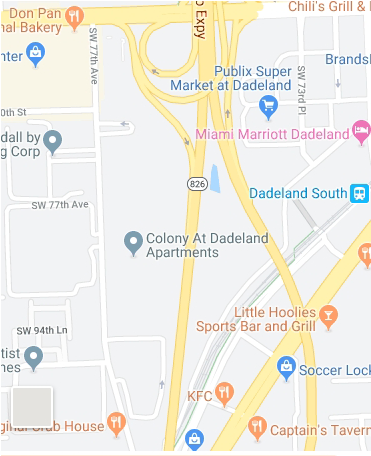 Don Pan
nal Bakery
Chili's Grill &
Expy
SW 77th Ave
nter
Publix Super
Market at Dadeland
SW 73rd Pl
Brands
0th St
Miami Marriott Dadeland
dall by
g Corp
826
Dadeland South
SW 77th Ave
Colony At Dadeland
Apartments
Little Hoolies
Sports Bar and Grill
SW 94th Ln
tist
nes
Soccer Lock
KFC
ginal Crab House
Captain's Tavern